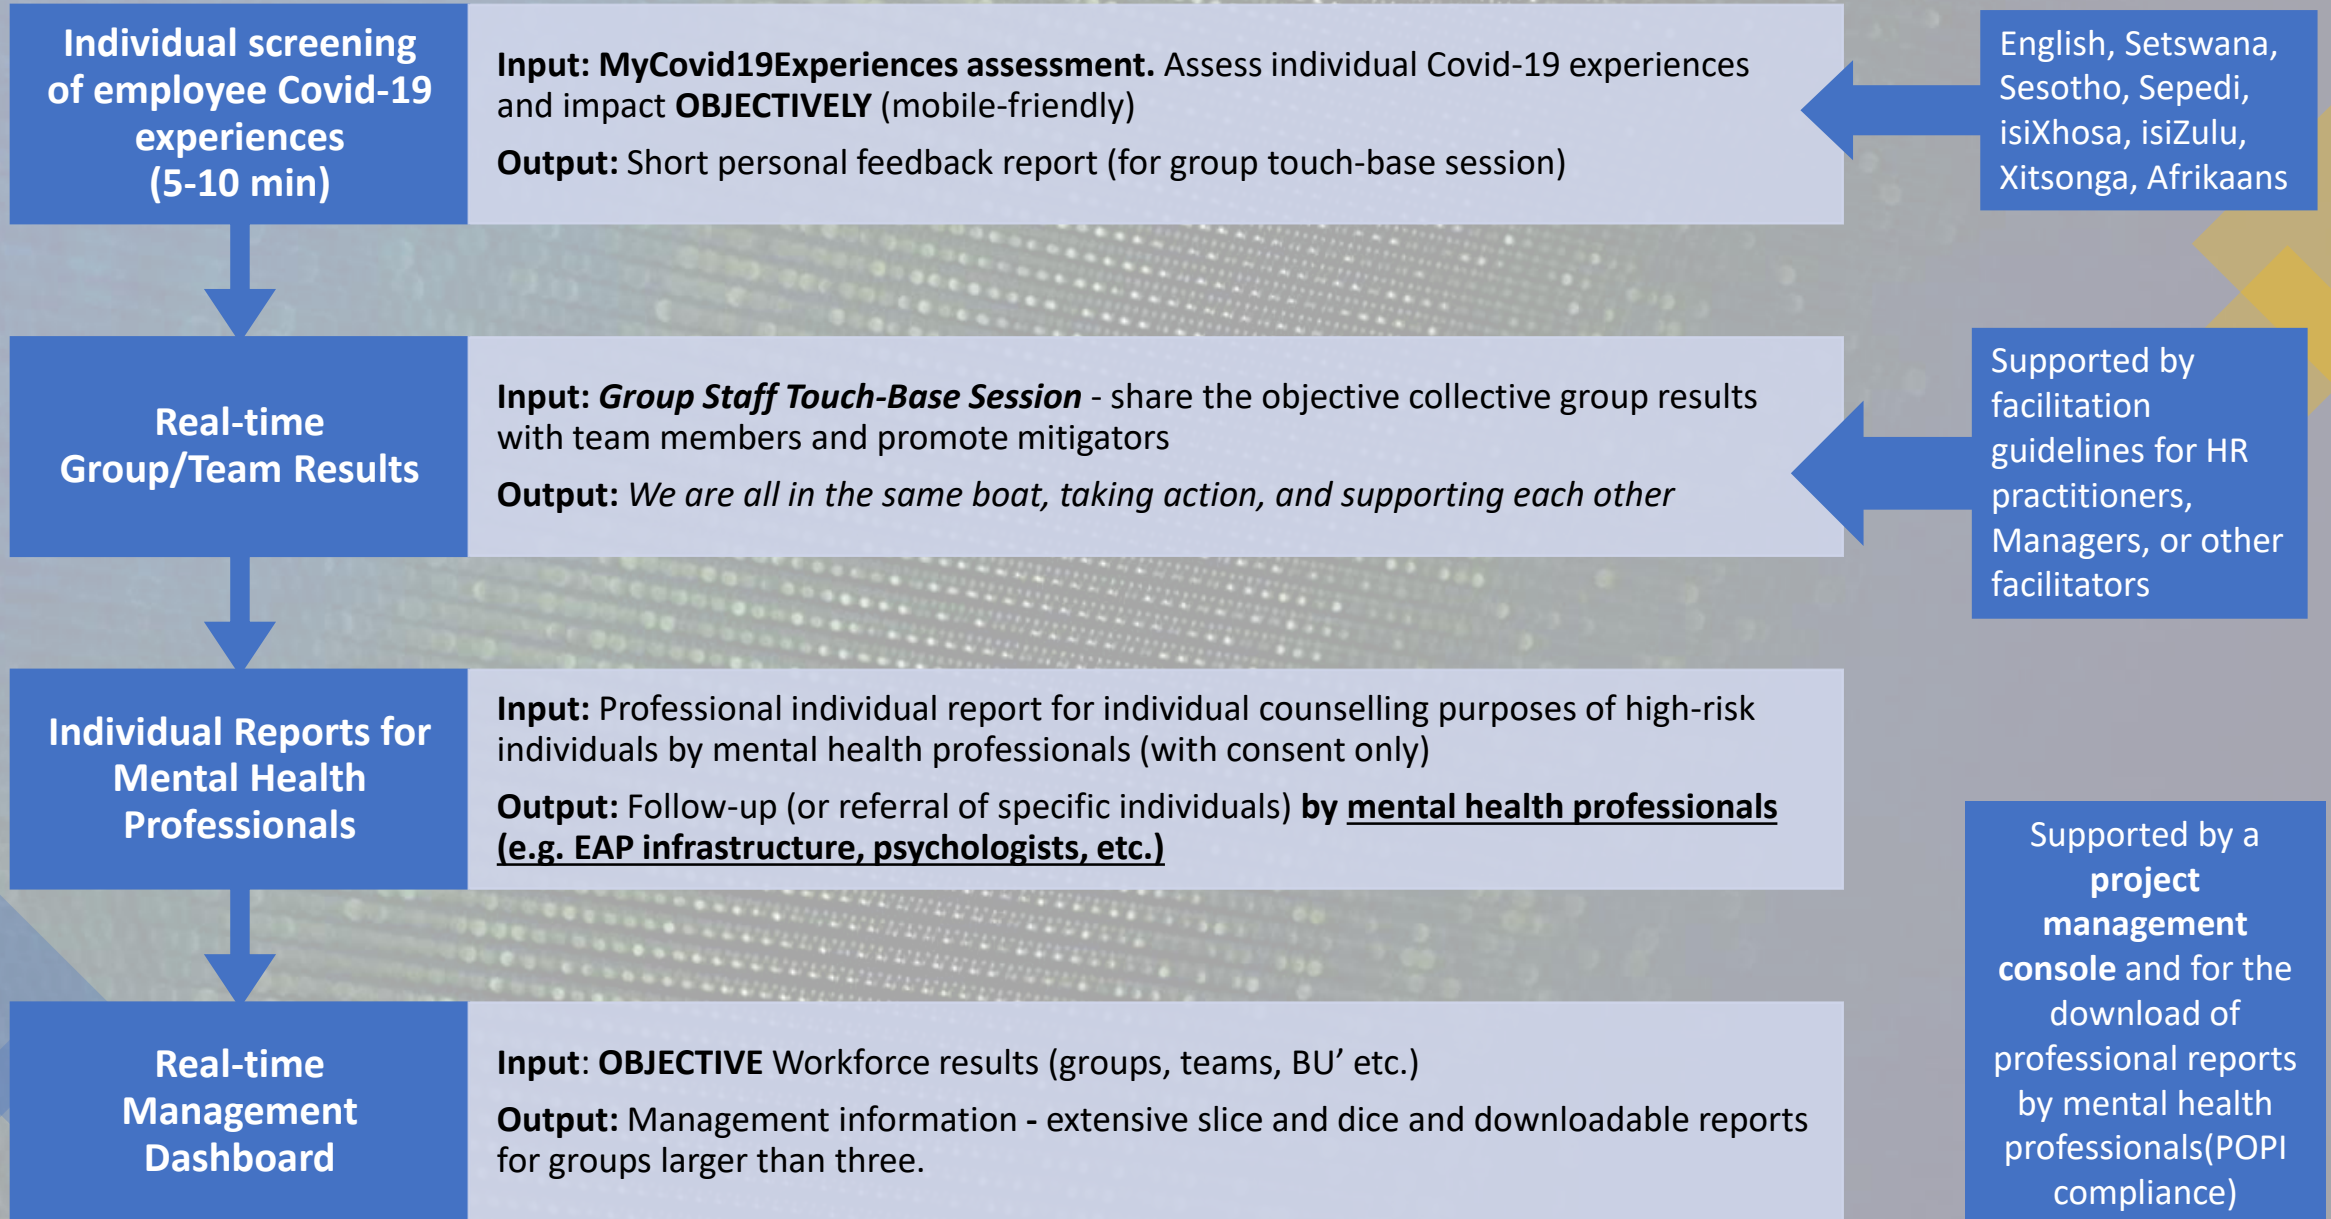 Individual screening
of employee Covid-19
experiences
(5-10 min)
Input: MyCovid19Experiences assessment. Assess individual Covid-19 experiences
and impact OBJECTIVELY (mobile-friendly)
Output: Short personal feedback report (for group touch-base session)
English, Setswana,
Sesotho, Sepedi,
isiXhosa, isiZulu,
Xitsonga, Afrikaans
Real-time
Group/Team Results
Input: Group Staff Touch-Base Session - share the objective collective group results
with team members and promote mitigators
Output: We are all in the same boat, taking action, and supporting each other
Supported by
facilitation
guidelines for HR
practitioners,
Managers, or other
facilitators
Individual Reports for
Mental Health
Professionals
Input: Professional individual report for individual counselling purposes of high-risk
individuals by mental health professionals (with consent only)
Output: Follow-up (or referral of specific individuals) by mental health professionals
(e.g. EAP infrastructure, psychologists, etc.)
Real-time
Management
Dashboard
Input: OBJECTIVE Workforce results (groups, teams, BU’ etc.)
Output: Management information - extensive slice and dice and downloadable reports
for groups larger than three.
Supported by a
project
management
console and for the
download of
professional reports
by mental health
professionals(POPI
compliance)